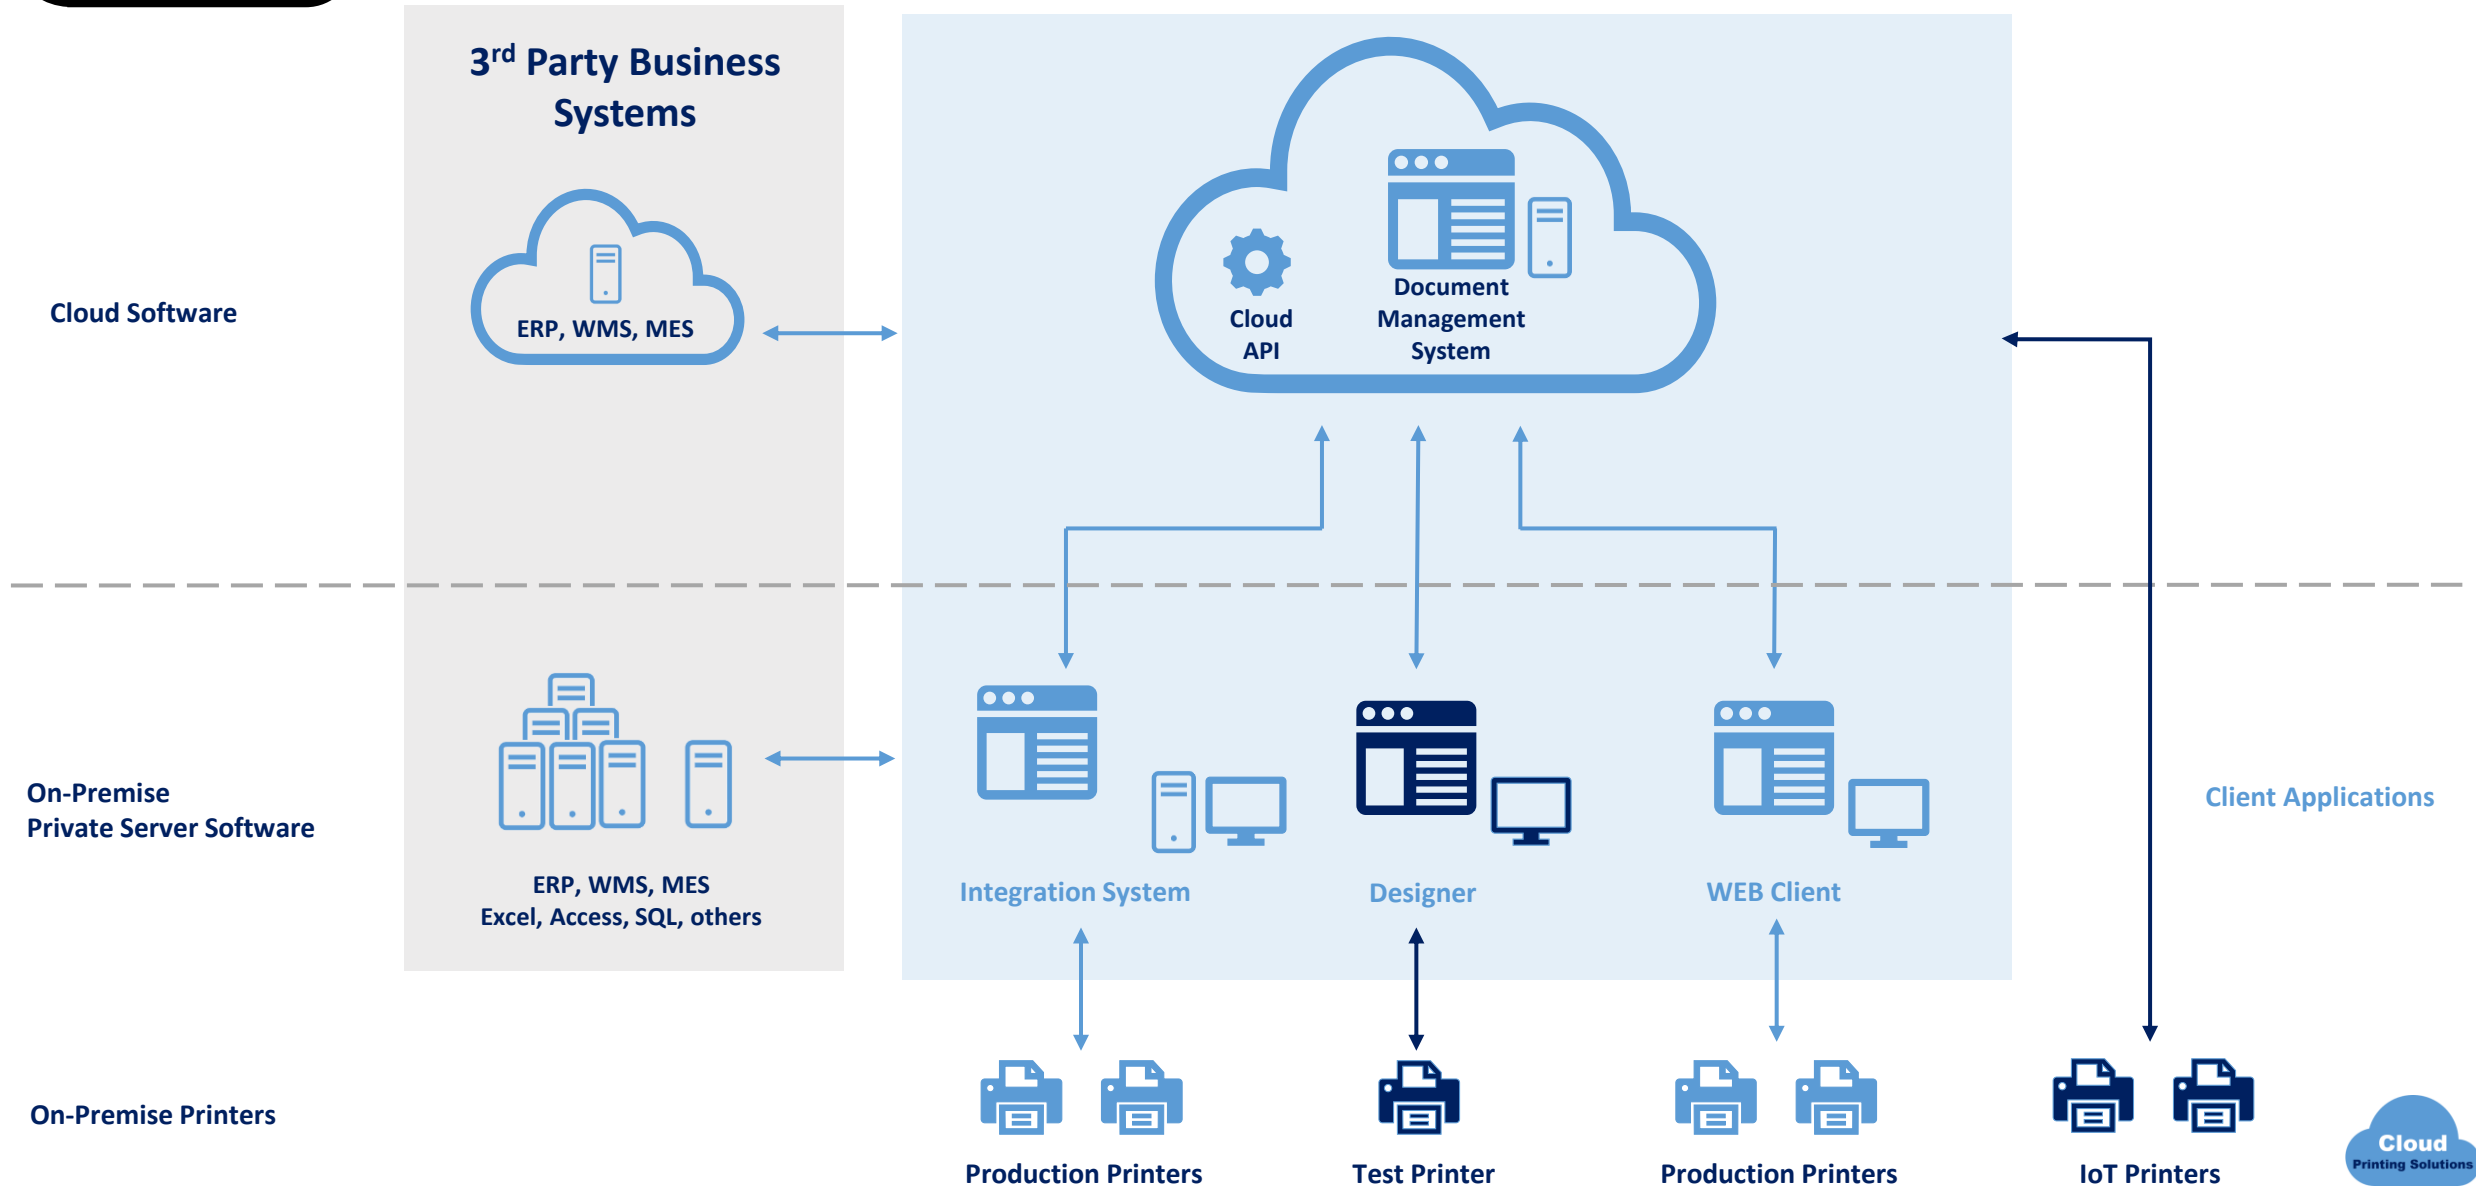 3rd Party Business
Systems
Cloud Software
ERP, WMS, MES
Cloud
API
Document
Management
System
On-Premise
Private Server Software
ERP, WMS, MES
Excel, Access, SQL, others
Integration System
Designer
WEB Client
Client Applications
On-Premise Printers
Production Printers
Test Printer
Production Printers
IoT Printers
Cloud
Printing Solutions